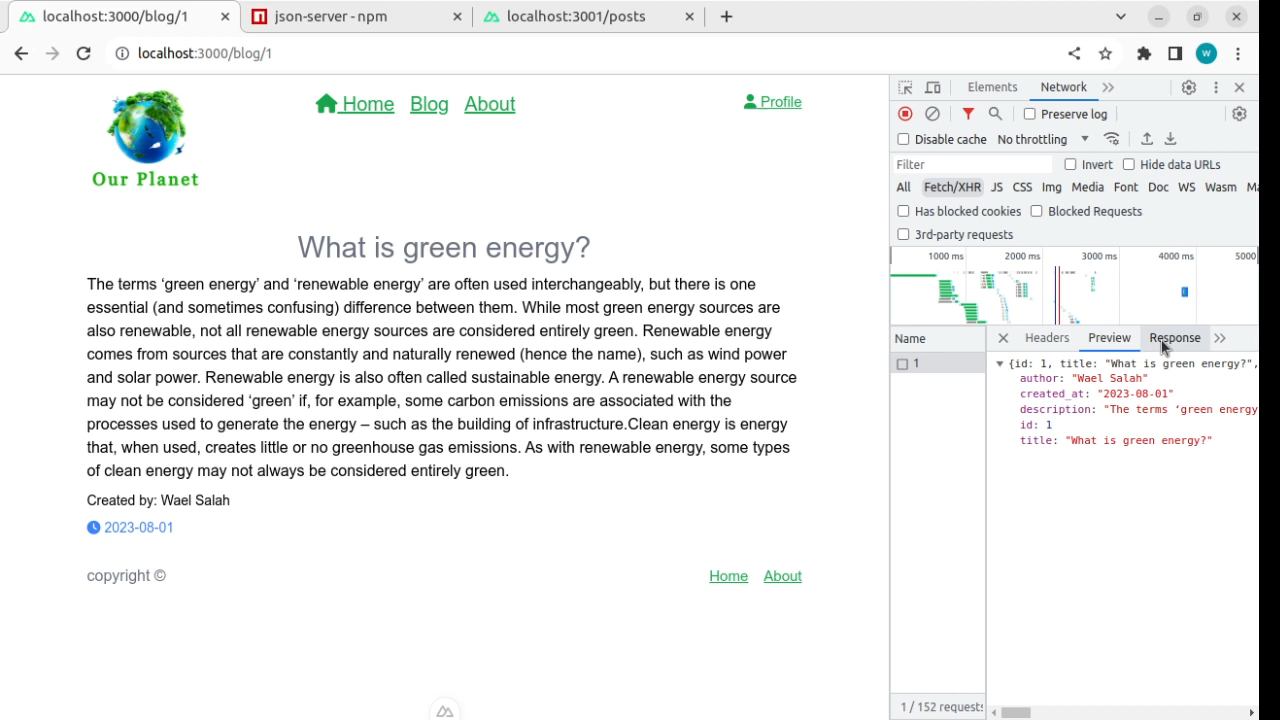 localhost:3000/blog/1
json-server - npm
localhost:3001/posts
localhost:3000/blog/1
W
Our Planet
Home Blog About
Profile
What is green energy?
The terms ‘green energy’ and ‘renewable energy’ are often used interchangeably, but there is one
essential (and sometimes confusing) difference between them. While most green energy sources are
also renewable, not all renewable energy sources are considered entirely green. Renewable energy
comes from sources that are constantly and naturally renewed (hence the name), such as wind power
and solar power. Renewable energy is also often called sustainable energy. A renewable energy source
may not be considered ‘green’ if, for example, some carbon emissions are associated with the
processes used to generate the energy – such as the building of infrastructure.Clean energy is energy
that, when used, creates little or no greenhouse gas emissions. As with renewable energy, some types
of clean energy may not always be considered entirely green.
Created by: Wael Salah
2023-08-01
copyright ©
Home About
Elements Network
Preserve log
Disable cache No throttling
Filter Invert Hide data URLs
All Fetch/XHR JS CSS Img Media Font Doc WS Wasm Ma
Has blocked cookies Blocked Requests
3rd-party requests
1000 ms 2000 ms 3000 ms 4000 ms 5000
Name Headers Preview Response
1
{id: 1, title: "What is green energy?",
author: "Wael Salah"
created_at: "2023-08-01"
description: "The terms ‘green energy
id: 1
title: "What is green energy?"
1 / 152 requests